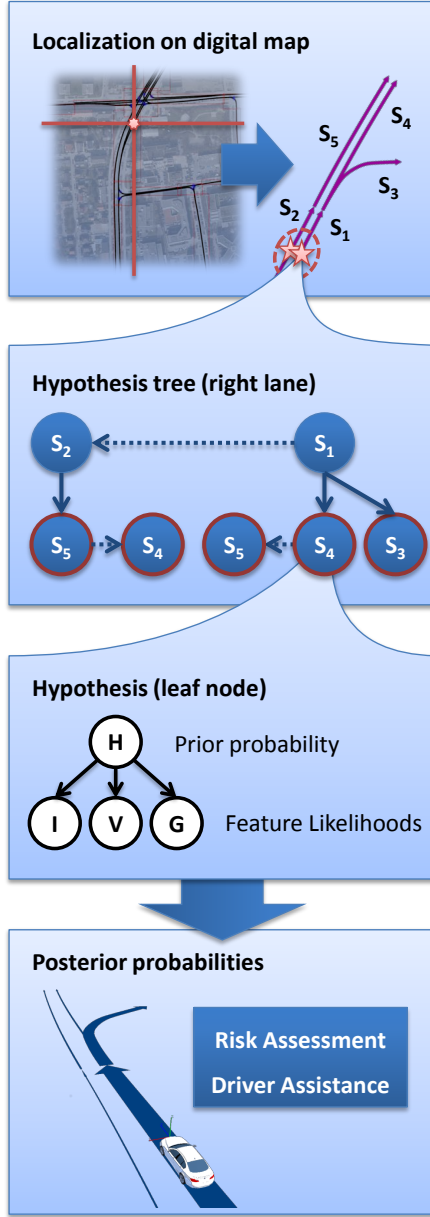 Localization on digital map
S5
S4
S3
S2
S1
Hypothesis tree (right lane)
S2
S1
S5
S4
S5
S4
S3
Hypothesis (leaf node)
H
Prior probability
I
V
G
Feature Likelihoods
Posterior probabilities
Risk Assessment
Driver Assistance